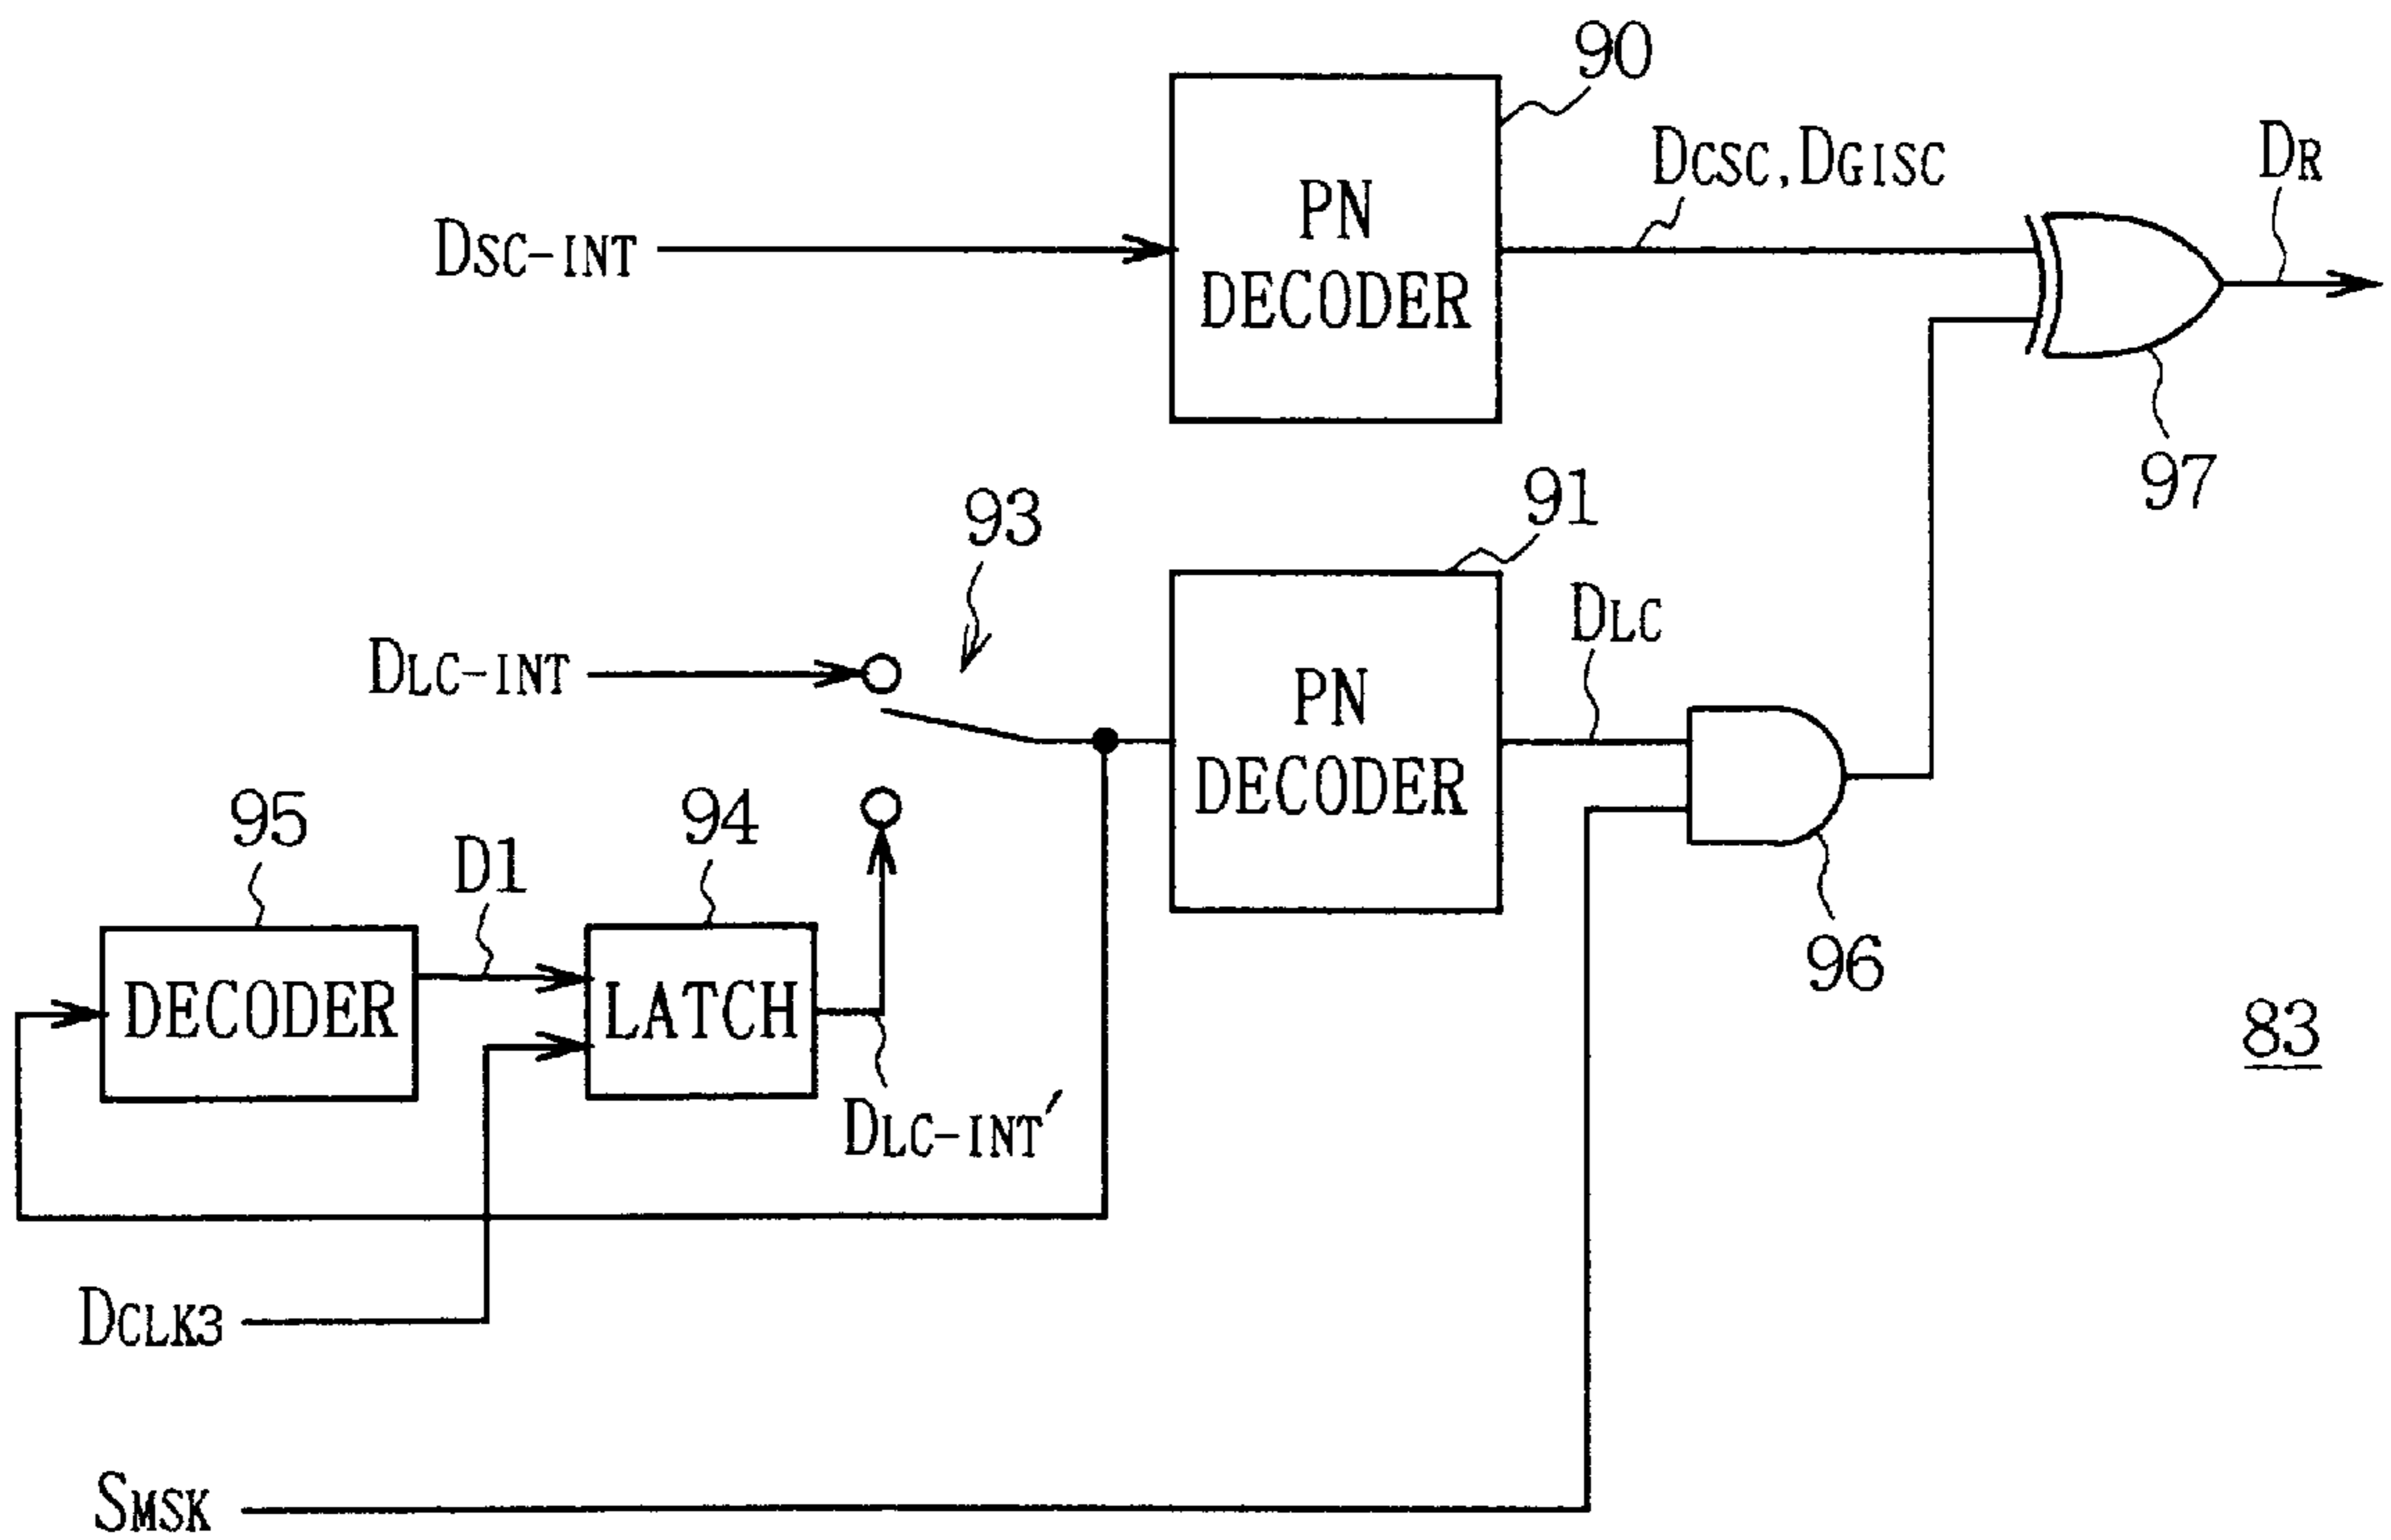 90
DCSC, DGISC
DR
PN
DECODER
DSC-INT
97
93
91
DLC
DLC-INT
PN
DECODER
95
D1
94
96
DECODER
LATCH
83
DLC-INT′
DCLK3
SMSK